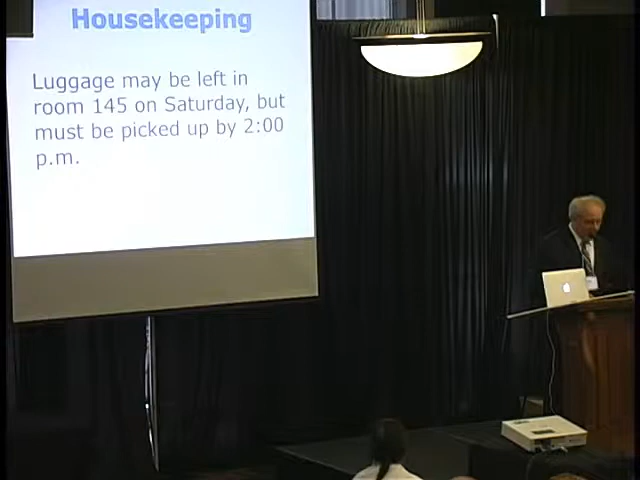 Housekeeping
Luggage may be left in
room 145 on Saturday, but
must be picked up by 2:00
p.m.